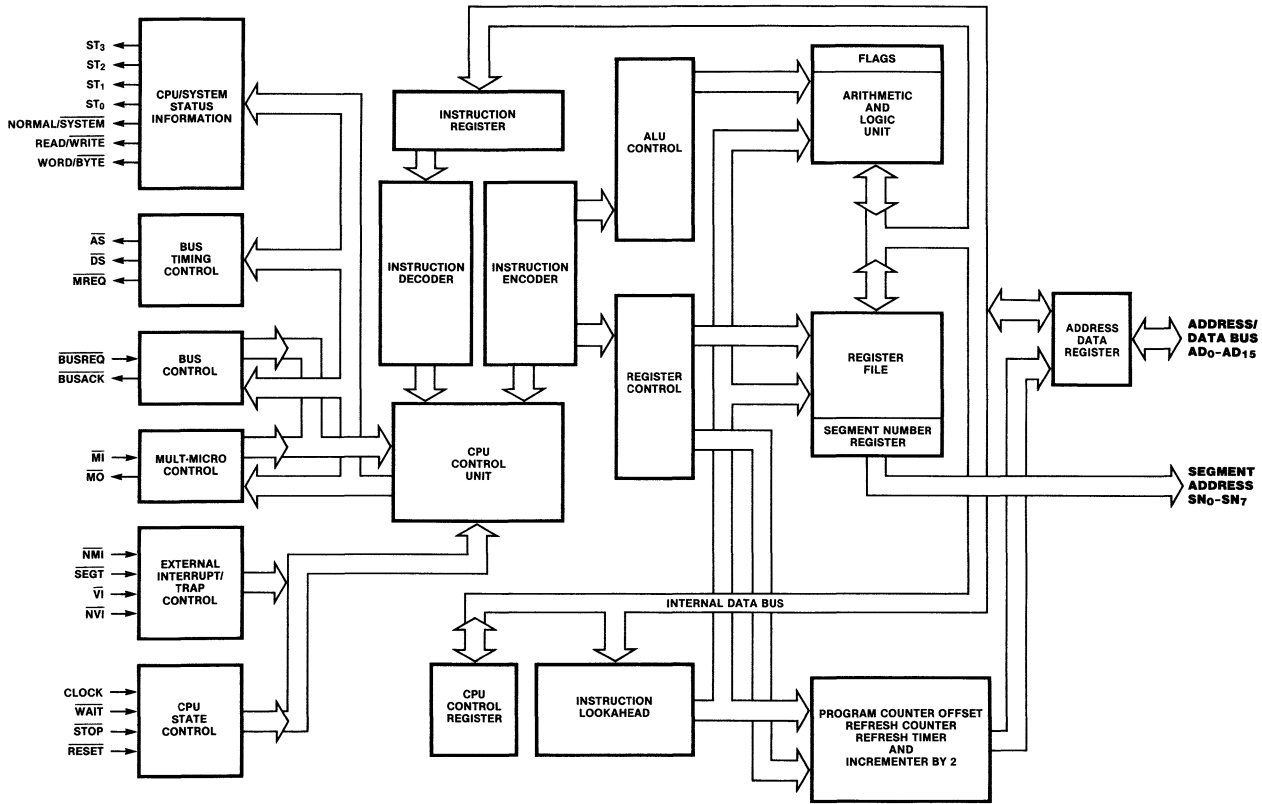 ST3
ST2
ST1
ST0
NORMAL/SYSTEM
READ/WRITE
WORD/BYTE
CPU/SYSTEM
STATUS
INFORMATION
AS
DS
MREQ
BUS
TIMING
CONTROL
BUSREQ
BUSACK
BUS
CONTROL
MI
MO
MULT-MICRO
CONTROL
NMI
SEGT
VI
NVI
EXTERNAL
INTERRUPT/
TRAP
CONTROL
CLOCK
WAIT
STOP
RESET
CPU
STATE
CONTROL
INSTRUCTION
REGISTER
INSTRUCTION
DECODER
INSTRUCTION
ENCODER
CPU
CONTROL
UNIT
ALU
CONTROL
REGISTER
CONTROL
FLAGS
ARITHMETIC
AND
LOGIC
UNIT
REGISTER
FILE
SEGMENT NUMBER
REGISTER
ADDRESS
DATA
REGISTER
ADDRESS/
DATA BUS
AD0-AD15
SEGMENT
ADDRESS
SN0-SN7
INTERNAL DATA BUS
CPU
CONTROL
REGISTER
INSTRUCTION
LOOKAHEAD
PROGRAM COUNTER OFFSET
REFRESH COUNTER
REFRESH TIMER
AND
INCREMENTER BY 2